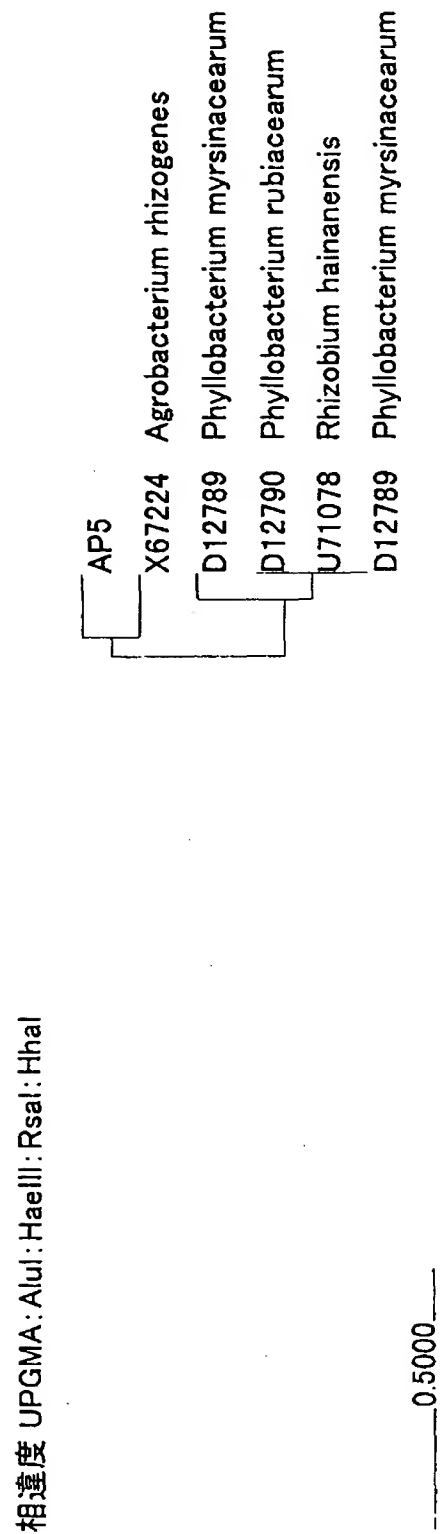 相違度 UPGMA: AluI: HaeIII: RsaI: HhaI
AP5
X67224 Agrobacterium rhizogenes
D12789 Phyllobacterium myrsinacearum
D12790 Phyllobacterium rubiacearum
U71078 Rhizobium hainanensis
D12789 Phyllobacterium myrsinacearum
0.5000